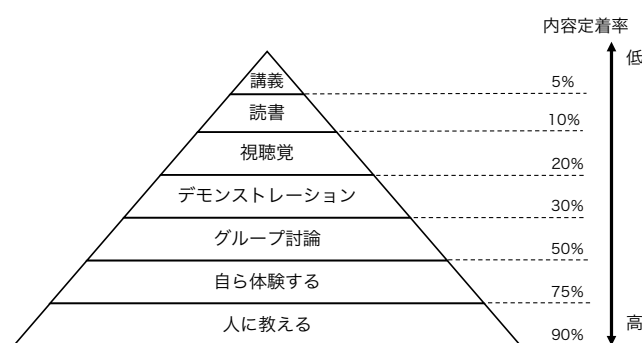 内容定着率
低
講義
5%
読書
10%
視聴覚
20%
デモンストレーション
30%
グループ討論
50%
自ら体験する
75%
人に教える
高
90%